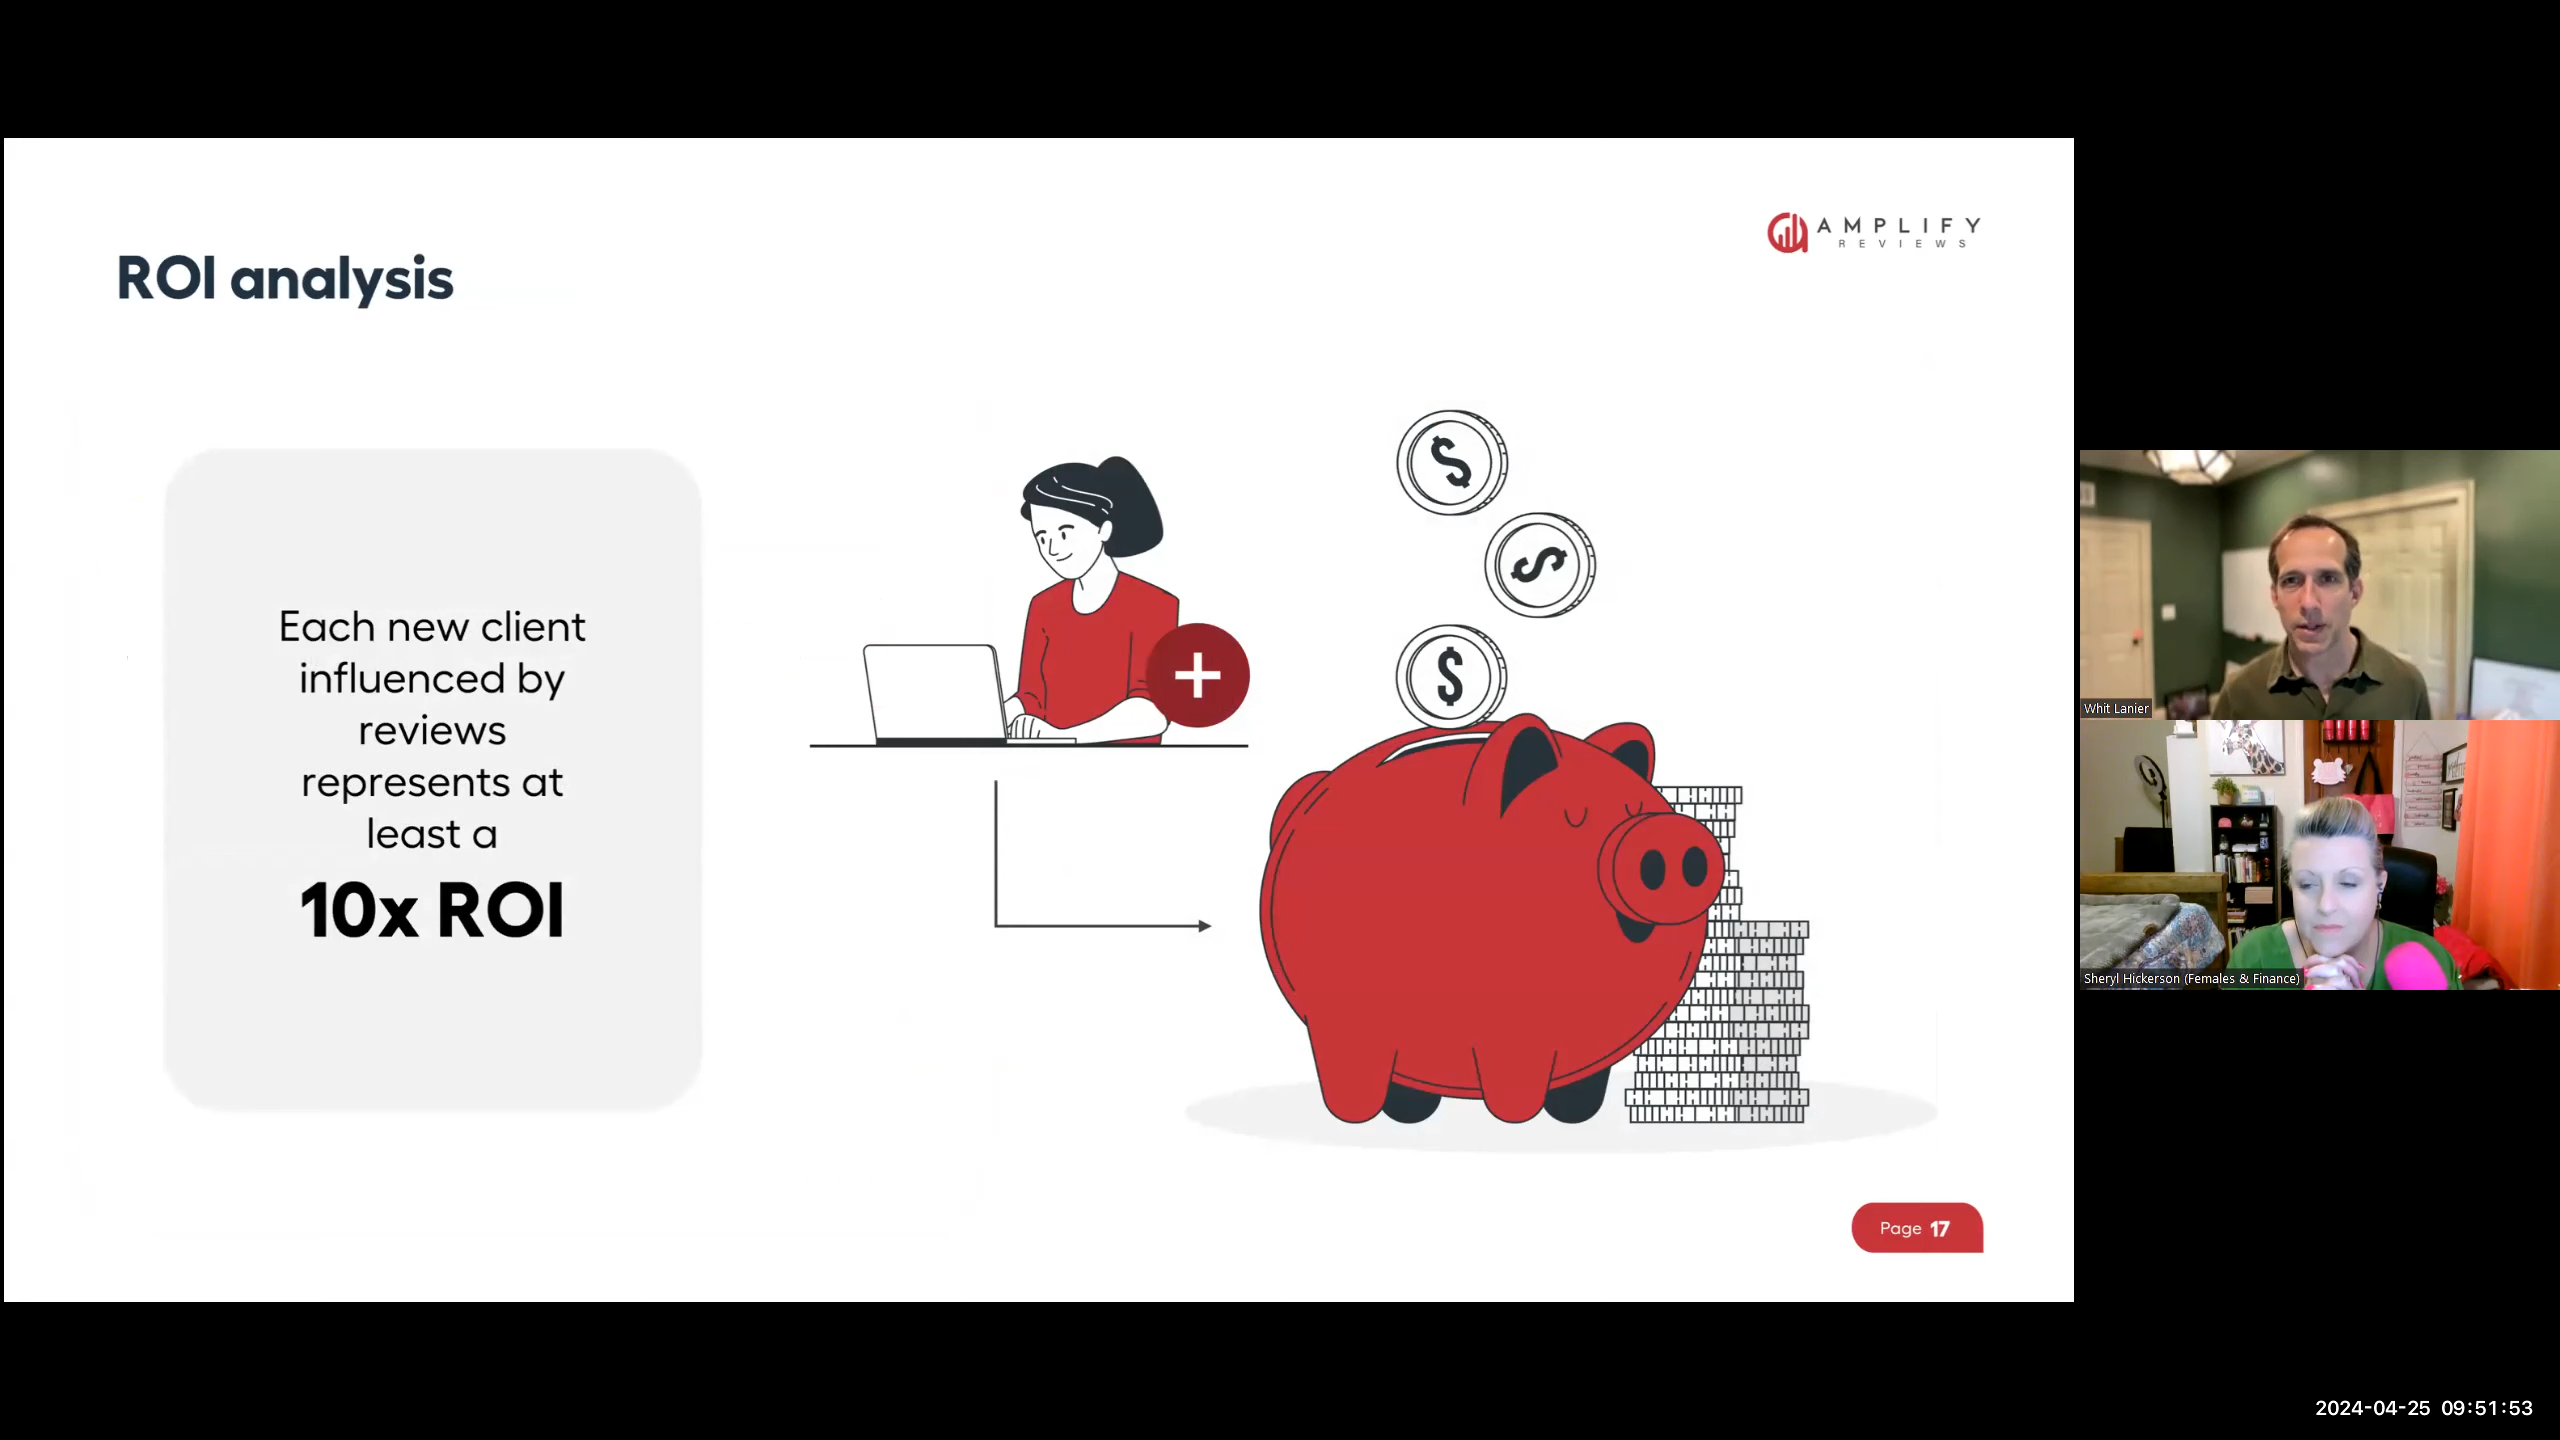 AMPLIFY
REVIEWS
ROI analysis
Each new client
influenced by
reviews
represents at
least a
10x ROI
$
$
$
Page 17
Whit Lanier
Sheryl Hickerson (Females & Finance)
2024-04-25 09:51:53